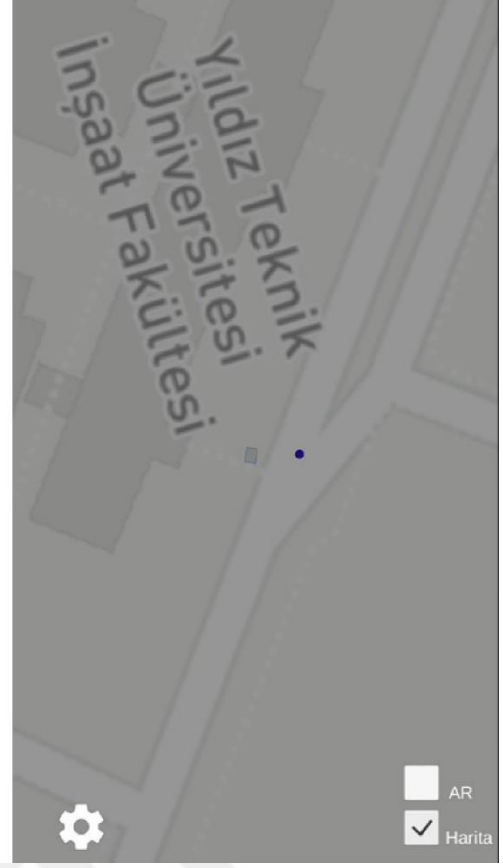 Yıldız Teknik
Üniversitesi
İnşaat Fakültesi
AR
Harita